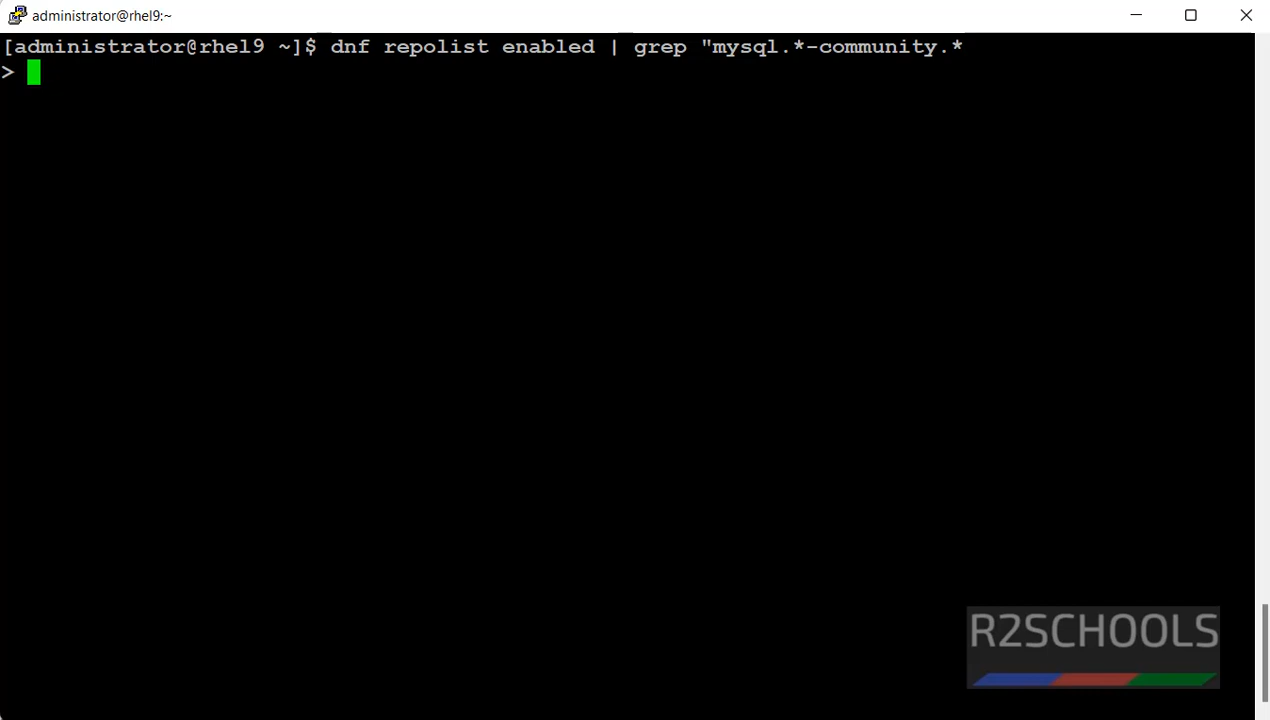 administrator@rhel9:~
[administrator@rhel9 ~]$ dnf repolist enabled | grep "mysql.*-community.*
>
R2SCHOOLS